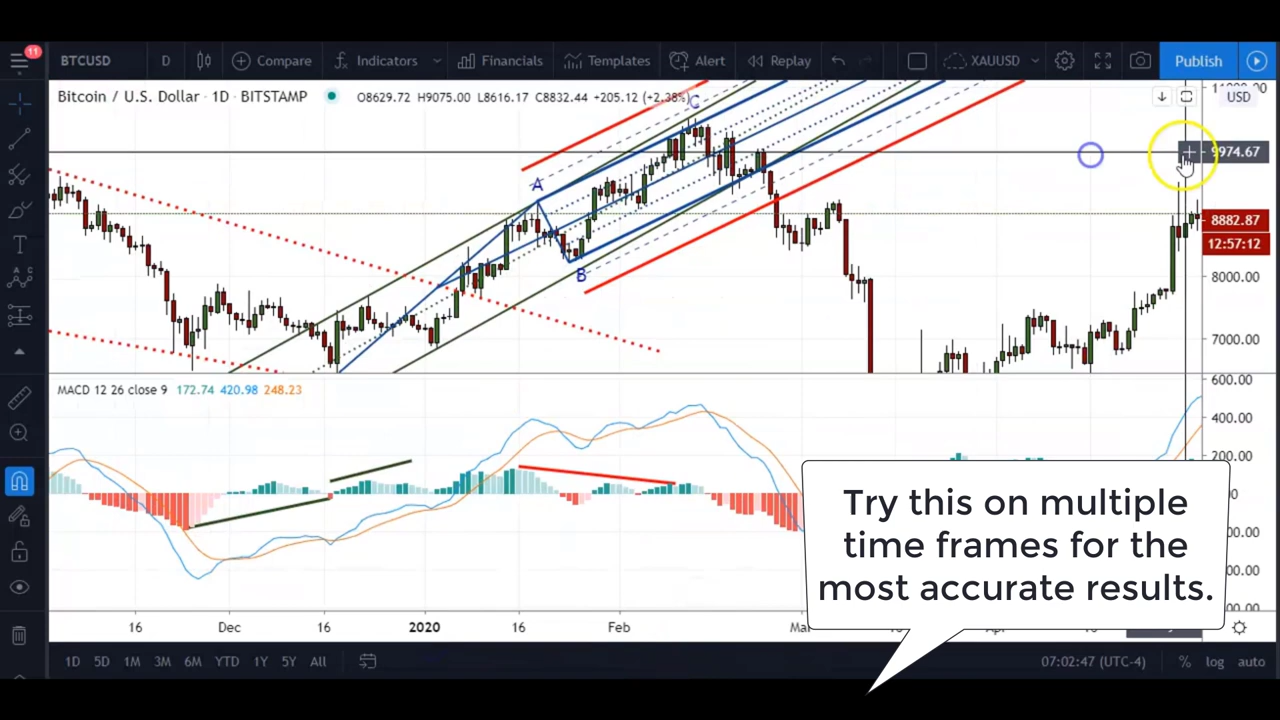 11
BTCUSD
D
Compare
Indicators
Financials
Templates
Alert
Replay
XAUUSD
Publish
Bitcoin / U.S. Dollar · 1D · BITSTAMP
O8629.72 H9075.00 L8616.17 C8832.44 +205.12 (+2.38%)
USD
C
A
B
9974.67
8882.87
12:57:12
8000.00
7000.00
MACD 12 26 close 9 172.74 420.98 248.23
600.00
400.00
200.00
Try this on multiple
time frames for the
most accurate results.
16
Dec
16
2020
16
Feb
1D
5D
1M
3M
6M
YTD
1Y
5Y
All
07:02:47 (UTC-4)
%
log
auto